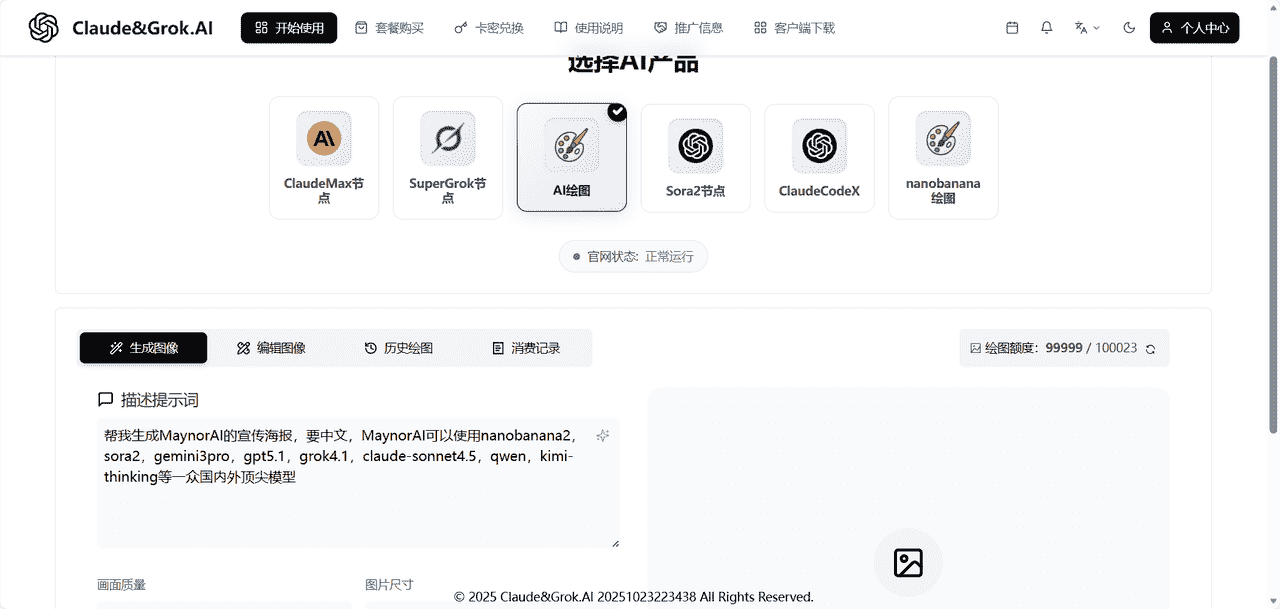 Claude&Grok.AI
开始使用
套餐购买
卡密兑换
使用说明
推广信息
客户端下载
个人中心
选择AI产品
ClaudeMax节
点
SuperGrok节
点
AI绘图
Sora2节点
ClaudeCodeX
nanobanana
绘图
官网状态: 正常运行
生成图像
编辑图像
历史绘图
消费记录
绘图额度: 99999 / 100023
描述提示词
帮我生成MaynorAI的宣传海报，要中文，MaynorAI可以使用nanobanana2，
sora2，gemini3pro，gpt5.1，grok4.1，claude-sonnet4.5，qwen，kimi-
thinking等一众国内外顶尖模型
画面质量
图片尺寸
© 2025 Claude&Grok.AI 20251023223438 All Rights Reserved.